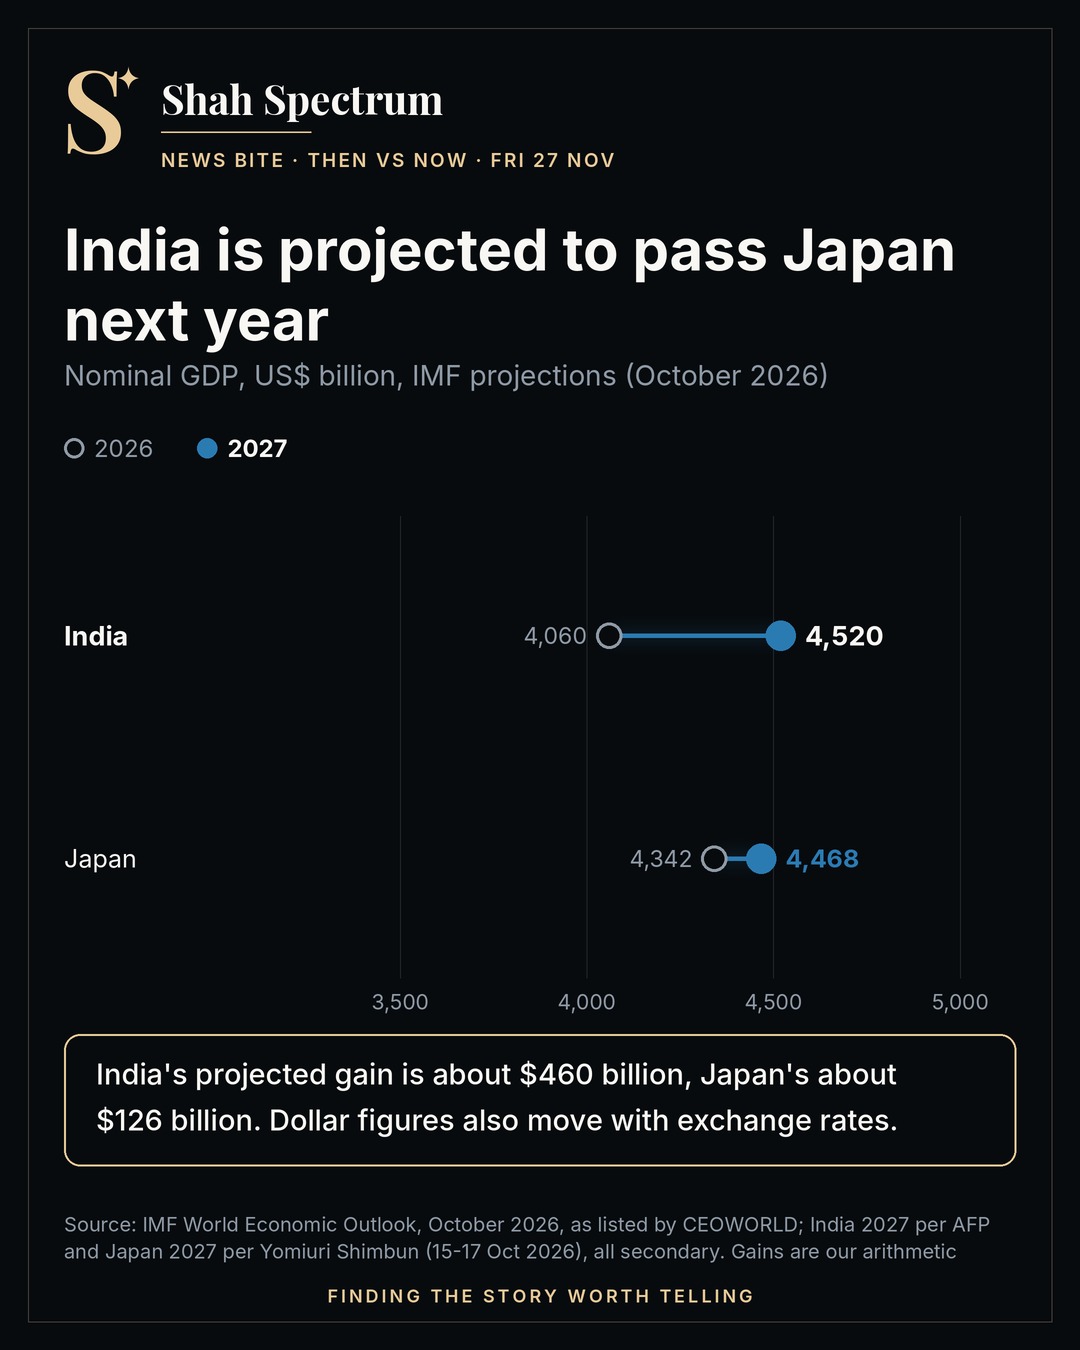 S
Shah Spectrum
NEWS BITE · THEN VS NOW · FRI 27 NOV
India is projected to pass Japan
next year
Nominal GDP, US$ billion, IMF projections (October 2026)
2026 2027
India 4,060 4,520
Japan 4,342 4,468
3,500 4,000 4,500 5,000
India's projected gain is about $460 billion, Japan's about
$126 billion. Dollar figures also move with exchange rates.
Source: IMF World Economic Outlook, October 2026, as listed by CEOWORLD; India 2027 per AFP
and Japan 2027 per Yomiuri Shimbun (15-17 Oct 2026), all secondary. Gains are our arithmetic
FINDING THE STORY WORTH TELLING